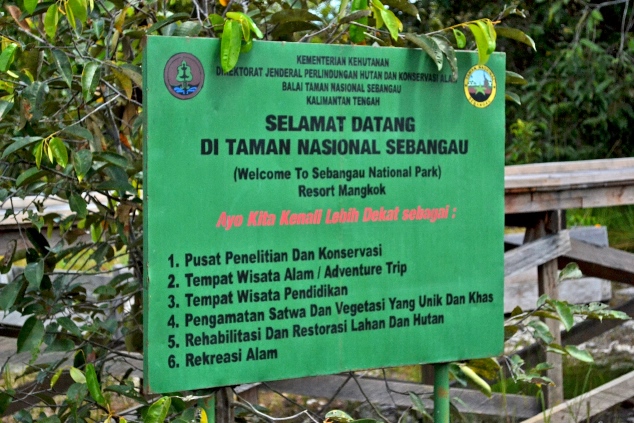 KEMENTERIAN KEHUTANAN
DIREKTORAT JENDERAL PERLINDUNGAN HUTAN DAN KONSERVASI ALAM
BALAI TAMAN NASIONAL SEBANGAU
KALIMANTAN TENGAH
SELAMAT DATANG
DI TAMAN NASIONAL SEBANGAU
(Welcome To Sebangau National Park)
Resort Mangkok
Ayo Kita Kenali Lebih Dekat sebagai :
1. Pusat Penelitian Dan Konservasi
2. Tempat Wisata Alam / Adventure Trip
3. Tempat Wisata Pendidikan
4. Pengamatan Satwa Dan Vegetasi Yang Unik Dan Khas
5. Rehabilitasi Dan Restorasi Lahan Dan Hutan
6. Rekreasi Alam